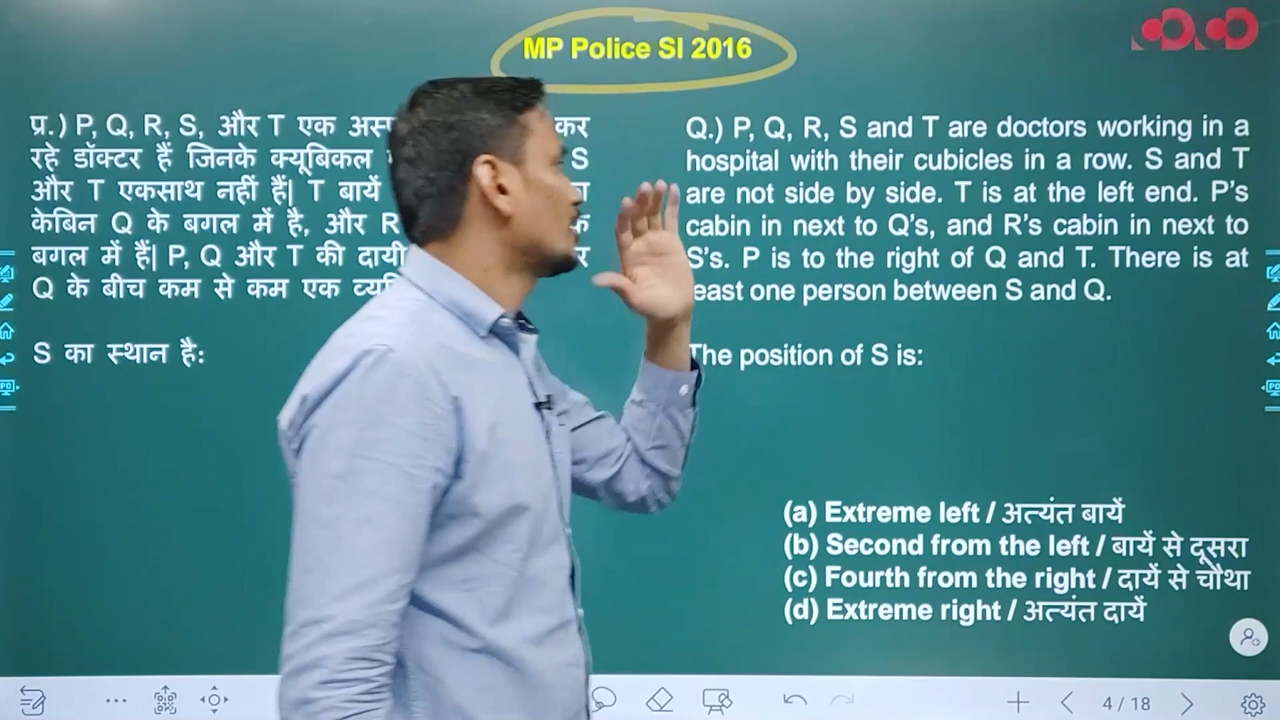 MP Police SI 2016
प्र.) P, Q, R, S, और T एक कर
रहे डॉक्टर हैं जिनके क्यूबिकल S
और T एकसाथ नहीं हैं| T बायें
केबिन Q के बगल में है, और R
बगल में हैं| P, Q और T की
Q के बीच कम से कम एक
S का स्थान है:
Q.) P, Q, R, S and T are doctors working in a
hospital with their cubicles in a row. S and T
are not side by side. T is at the left end. P's
cabin in next to Q's, and R's cabin in next to
S's. P is to the right of Q and T. There is at
least one person between S and Q.
The position of S is:
(a) Extreme left / अत्यंत बायें
(b) Second from the left / बायें से दूसरा
(c) Fourth from the right / दायें से चौथा
(d) Extreme right / अत्यंत दायें
4 / 18